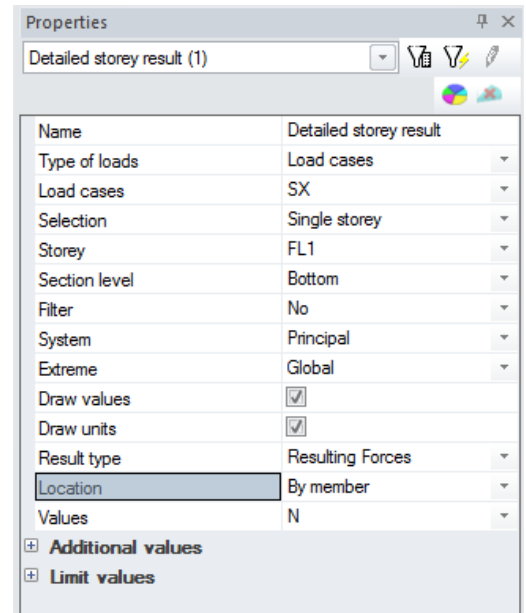 Properties
Detailed storey result (1)
Name Detailed storey result
Type of loads Load cases
Load cases SX
Selection Single storey
Storey FL1
Section level Bottom
Filter No
System Principal
Extreme Global
Draw values
Draw units
Result type Resulting Forces
Location By member
Values N
Additional values
Limit values